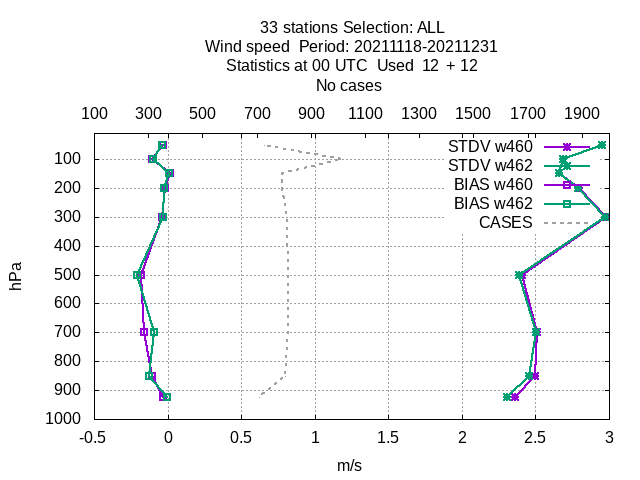 33 stations Selection: ALL
Wind speed  Period: 20211118-20211231
Statistics at 00 UTC  Used  12  + 12
No cases
100 300 500 700 900 1100 1300 1500 1700 1900
STDV w460
STDV w462
BIAS w460
BIAS w462
CASES
hPa
100
200
300
400
500
600
700
800
900
1000
-0.5 0 0.5 1 1.5 2 2.5 3
m/s